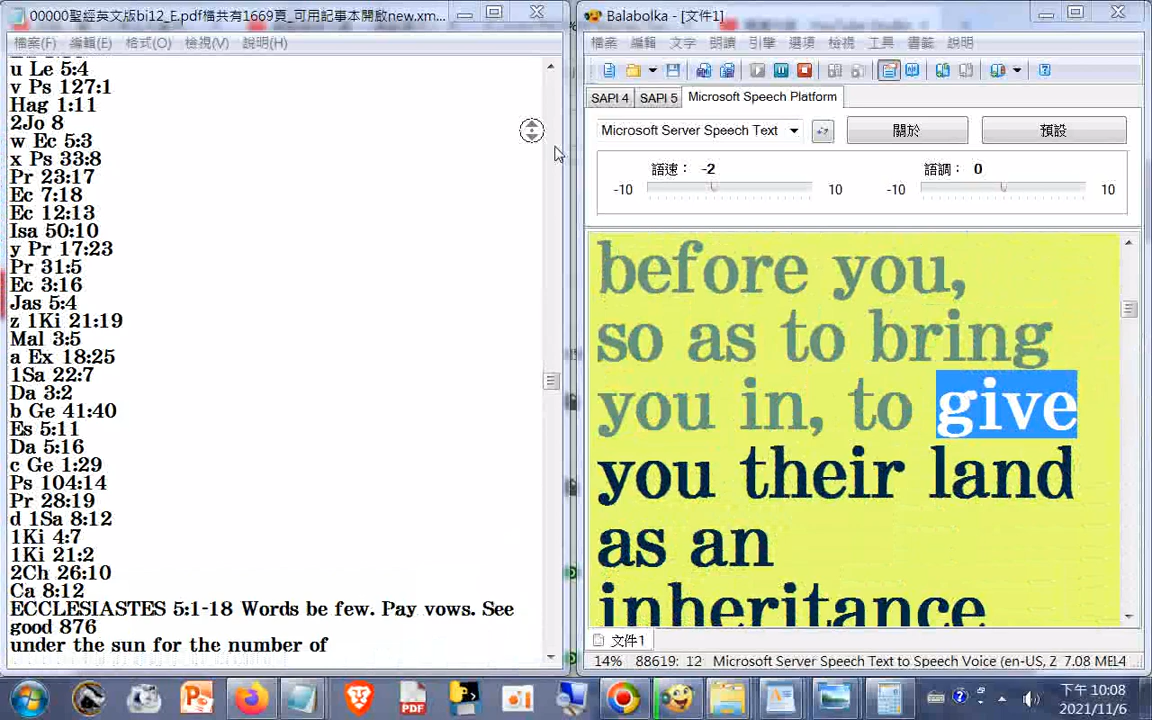 00000聖經英文版bi12_E.pdf檔共有1669頁_可用記事本開啟new.xm...
檔案(F) 編輯(E) 格式(O) 檢視(V) 說明(H)
u Le 5:4
v Ps 127:1
Hag 1:11
2Jo 8
w Ec 5:3
x Ps 33:8
Pr 23:17
Ec 7:18
Ec 12:13
Isa 50:10
y Pr 17:23
Pr 31:5
Ec 3:16
Jas 5:4
z 1Ki 21:19
Mal 3:5
a Ex 18:25
1Sa 22:7
Da 3:2
b Ge 41:40
Es 5:11
Da 5:16
c Ge 1:29
Ps 104:14
Pr 28:19
d 1Sa 8:12
1Ki 4:7
1Ki 21:2
2Ch 26:10
Ca 8:12
ECCLESIASTES 5:1-18 Words be few. Pay vows. See
good 876
under the sun for the number of
Balabolka - [文件1]
檔案 編輯 文字 朗讀 引擎 選項 檢視 工具 書籤 說明
SAPI 4 SAPI 5 Microsoft Speech Platform
Microsoft Server Speech Text 關於 預設
語速： -2 語調： 0
-10 10 -10 10
before you,
so as to bring
you in, to give
you their land
as an
inheritance
文件1
14% 88619: 12 Microsoft Server Speech Text to Speech Voice (en-US, Z 7.08 ME14
下午 10:08
2021/11/6